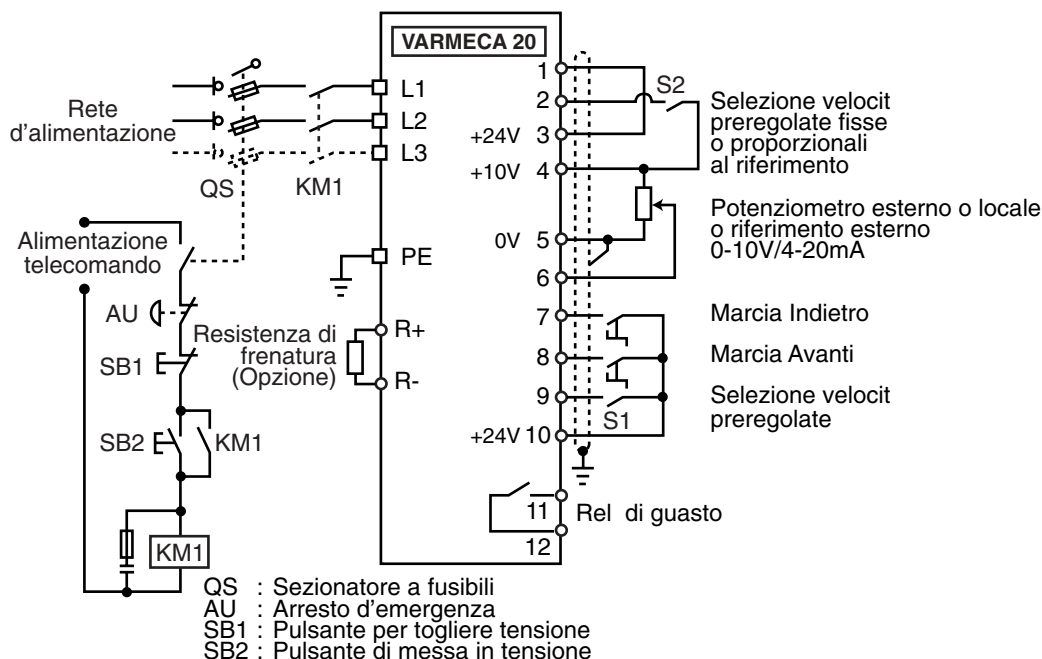 VARMECA 20
Rete
d'alimentazione
QS
KM1
L1
L2
L3
PE
R+
R-
Alimentazione
telecomando
AU
SB1
SB2
KM1
KM1
Resistenza di
frenatura
(Opzione)
1
2
+24V 3
+10V 4
0V 5
6
7
8
9
+24V 10
11
12
S2
S1
Selezione velocit
preregolate fisse
o proporzionali
al riferimento
Potenziometro esterno o locale
o riferimento esterno
0-10V/4-20mA
Marcia Indietro
Marcia Avanti
Selezione velocit
preregolate
Rel di guasto
QS : Sezionatore a fusibili
AU : Arresto d'emergenza
SB1 : Pulsante per togliere tensione
SB2 : Pulsante di messa in tensione